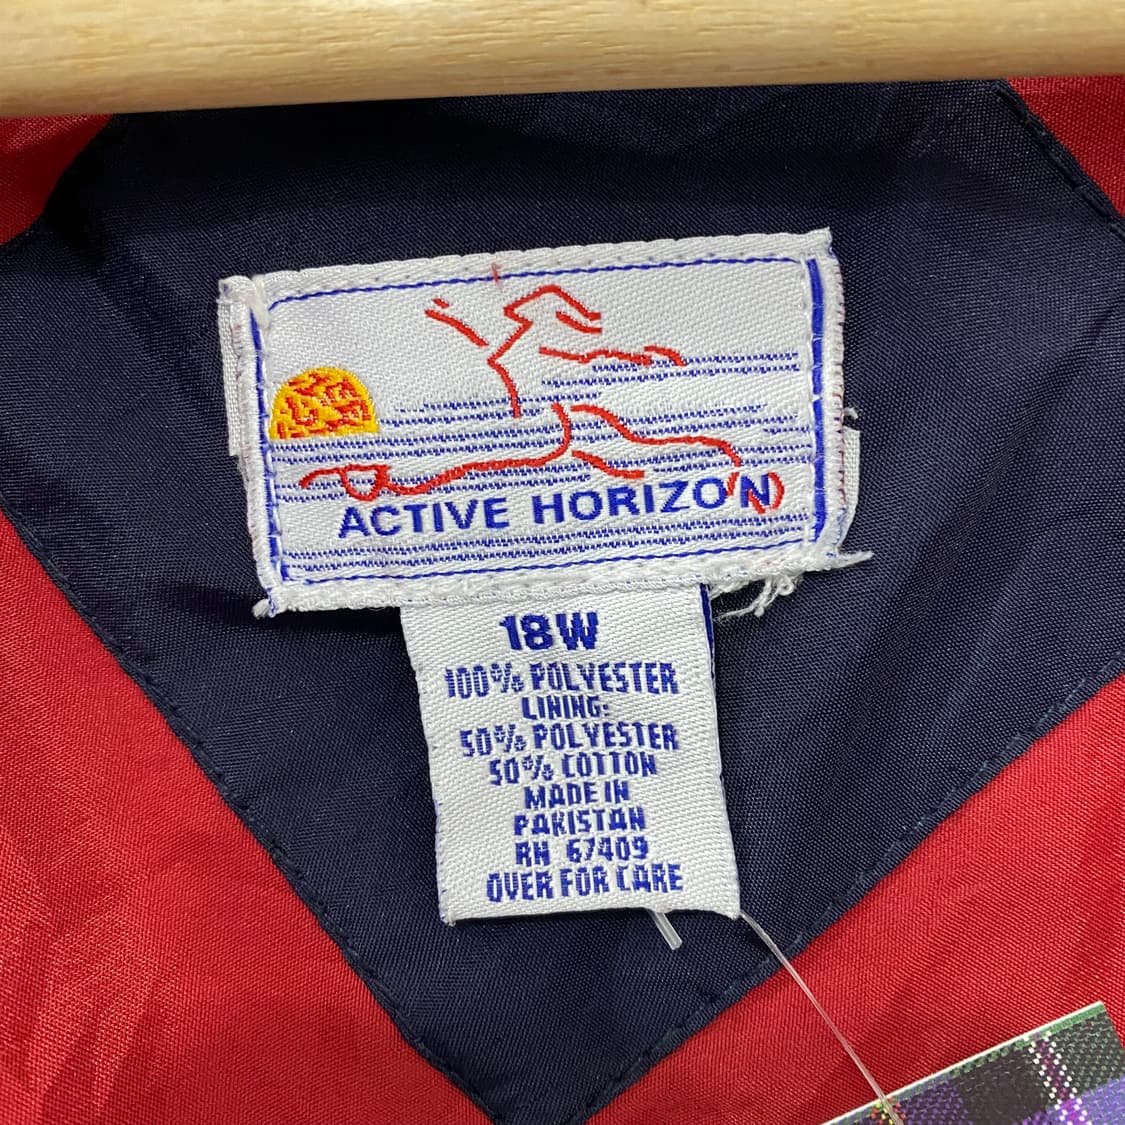 ACTIVE HORIZON
18W
100% POLYESTER
LINING:
50% POLYESTER
50% COTTON
MADE IN
PAKISTAN
RN 67409
OVER FOR CARE